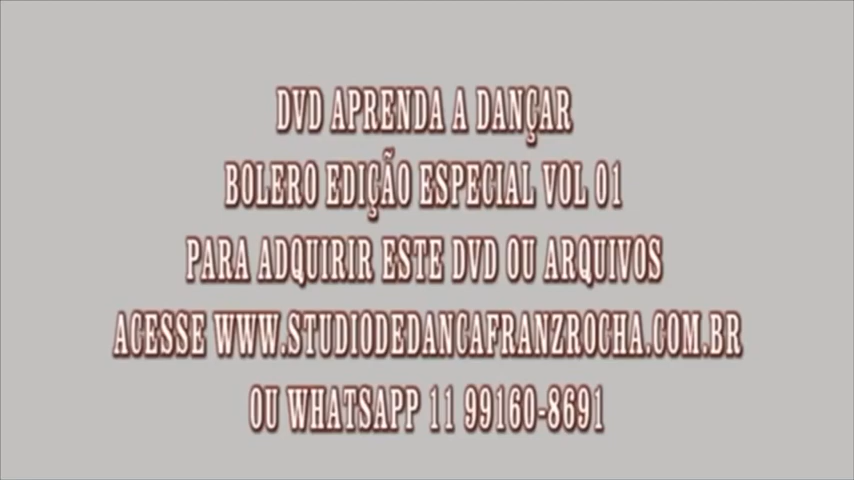 DVD APRENDA A DANÇAR
BOLERO EDIÇÃO ESPECIAL VOL 01
PARA ADQUIRIR ESTE DVD OU ARQUIVOS
ACESSE WWW.STUDIODEDANCAFRANZROCHA.COM.BR
OU WHATSAPP 11 99160-8691